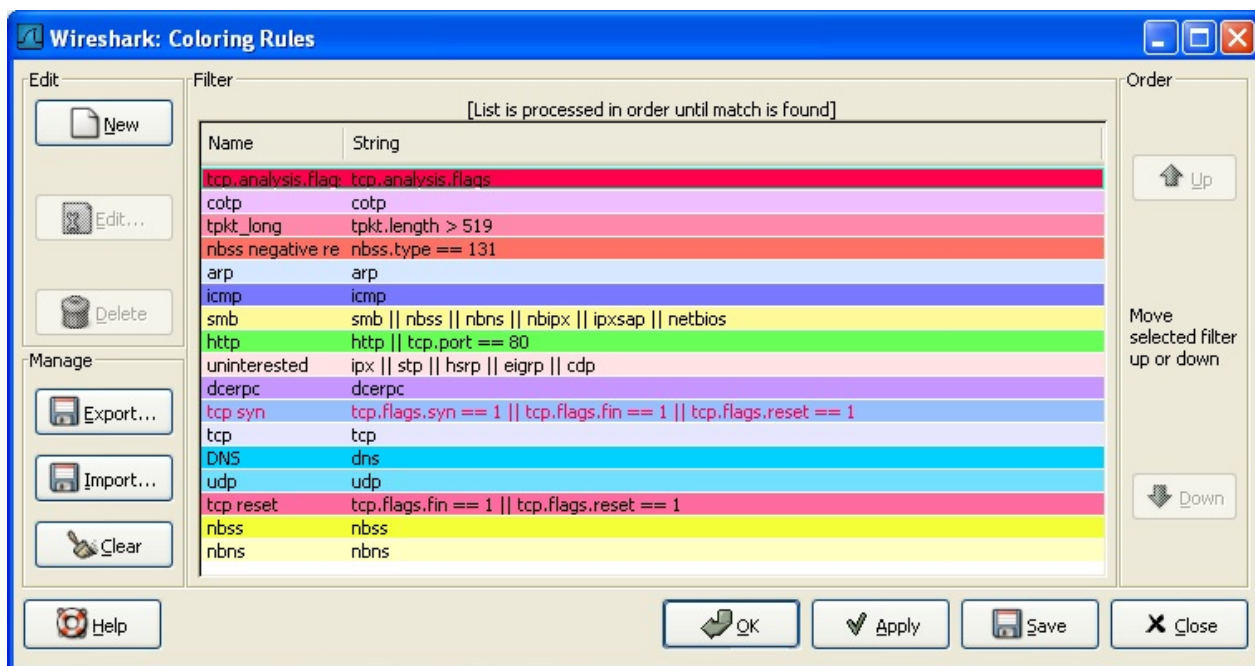 Wireshark: Coloring Rules
Edit
New
Edit...
Delete
Manage
Export...
Import...
Clear
Filter
[List is processed in order until match is found]
Name String
tcp.analysis.flag: tcp.analysis.flags
cotp cotp
tpkt_long tpkt.length > 519
nbss negative re nbss.type == 131
arp arp
icmp icmp
smb smb || nbss || nbns || nbipx || ipxsap || netbios
http http || tcp.port == 80
uninterested ipx || stp || hsrp || eigrp || cdp
dcerpc dcerpc
tcp syn tcp.flags.syn == 1 || tcp.flags.fin == 1 || tcp.flags.reset == 1
tcp tcp
DNS dns
udp udp
tcp reset tcp.flags.fin == 1 || tcp.flags.reset == 1
nbss nbss
nbns nbns
Order
Up
Move
selected filter
up or down
Down
Help
OK
Apply
Save
Close